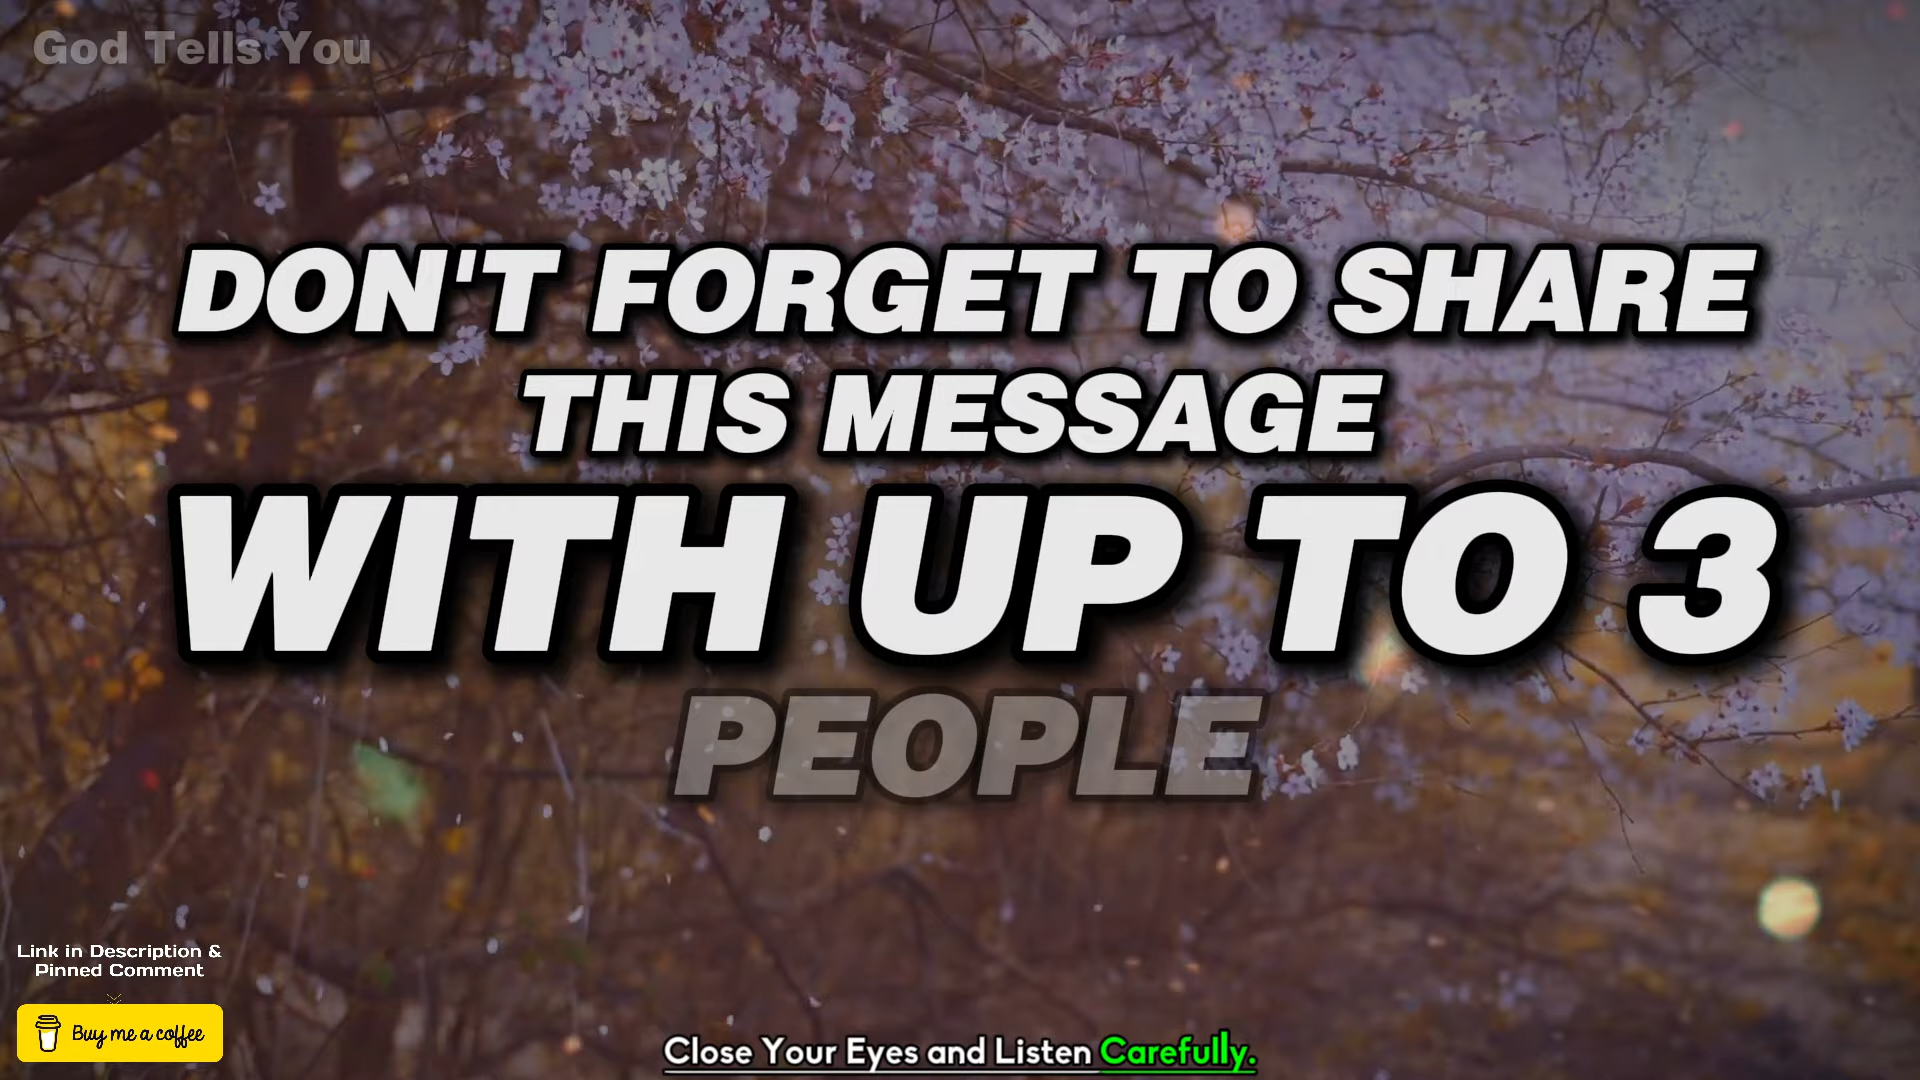 God Tells You
DON'T FORGET TO SHARE
THIS MESSAGE
WITH UP TO 3
PEOPLE
Link in Description &
Pinned Comment
Buy me a coffee
Close Your Eyes and Listen Carefully.